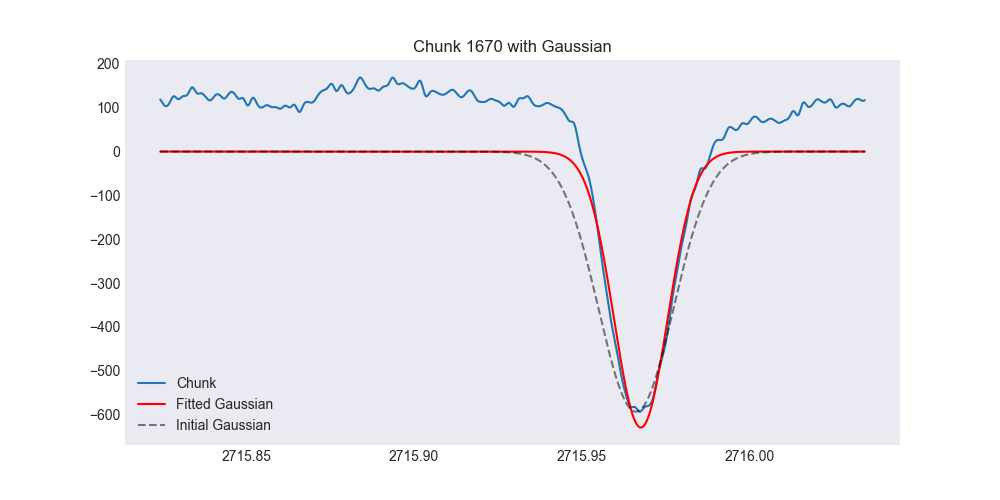 Chunk 1670 with Gaussian
200
100
0
−100
−200
−300
−400
−500
−600
Chunk
Fitted Gaussian
Initial Gaussian
2715.85 2715.90 2715.95 2716.00